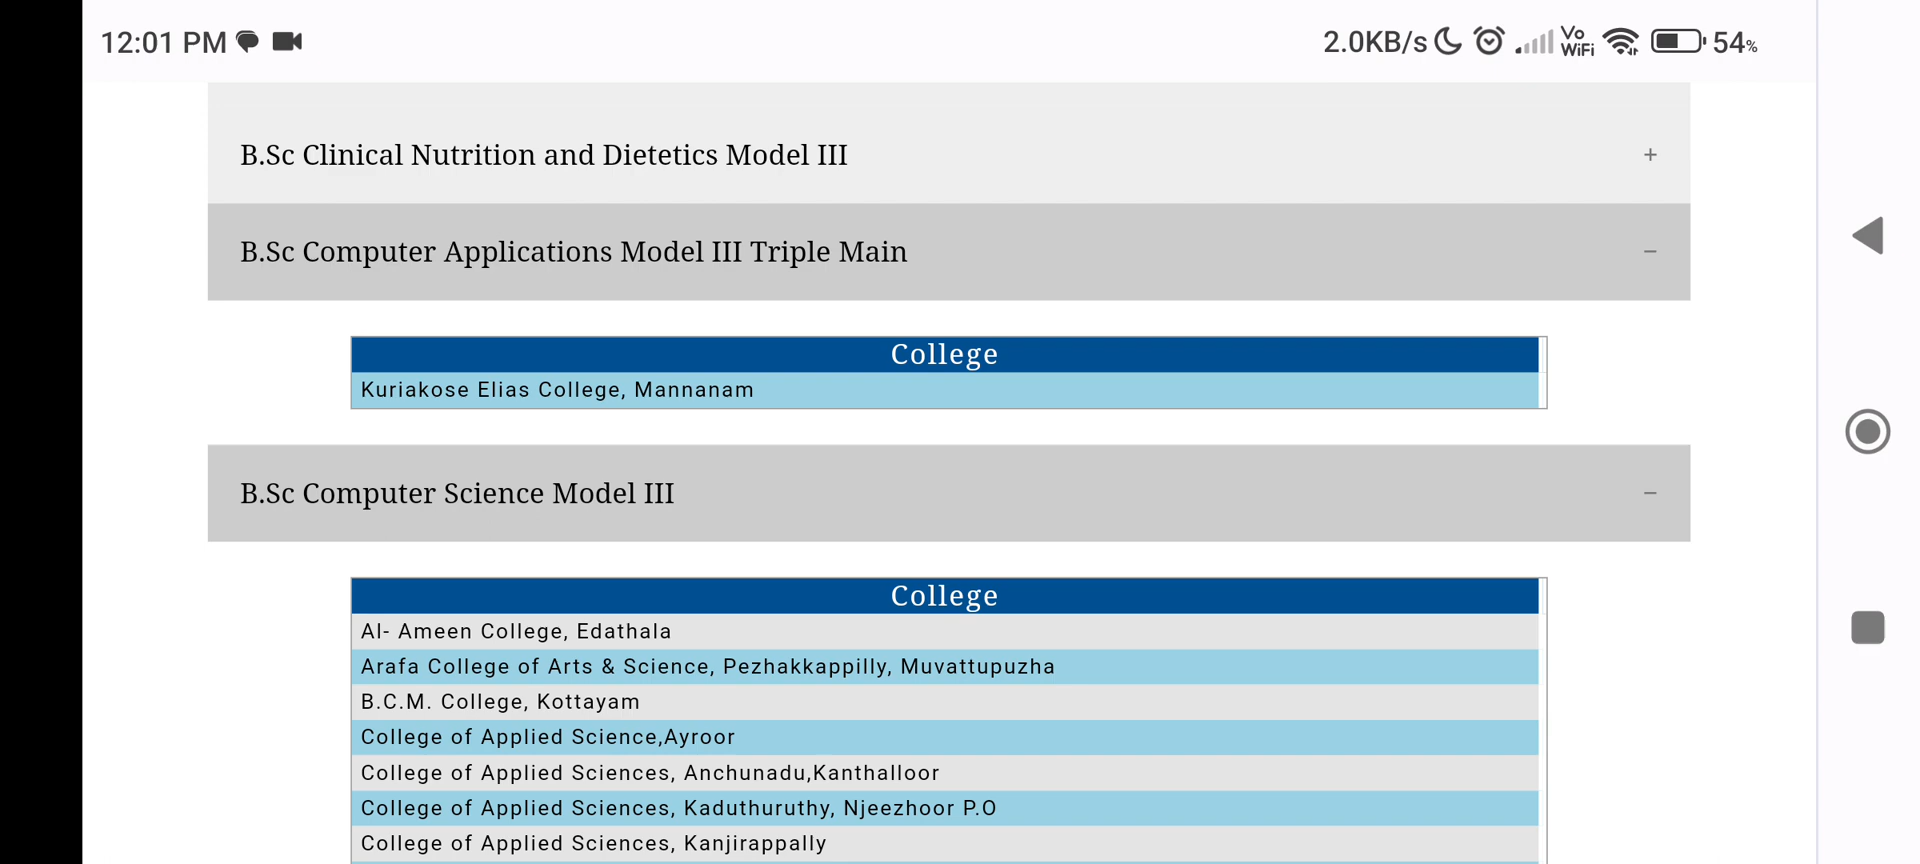 12:01 PM
2.0KB/s Vo WiFi 54%
B.Sc Clinical Nutrition and Dietetics Model III +
B.Sc Computer Applications Model III Triple Main −
College
Kuriakose Elias College, Mannanam
B.Sc Computer Science Model III −
College
Al- Ameen College, Edathala
Arafa College of Arts & Science, Pezhakkappilly, Muvattupuzha
B.C.M. College, Kottayam
College of Applied Science,Ayroor
College of Applied Sciences, Anchunadu,Kanthalloor
College of Applied Sciences, Kaduthuruthy, Njeezhoor P.O
College of Applied Sciences, Kanjirappally